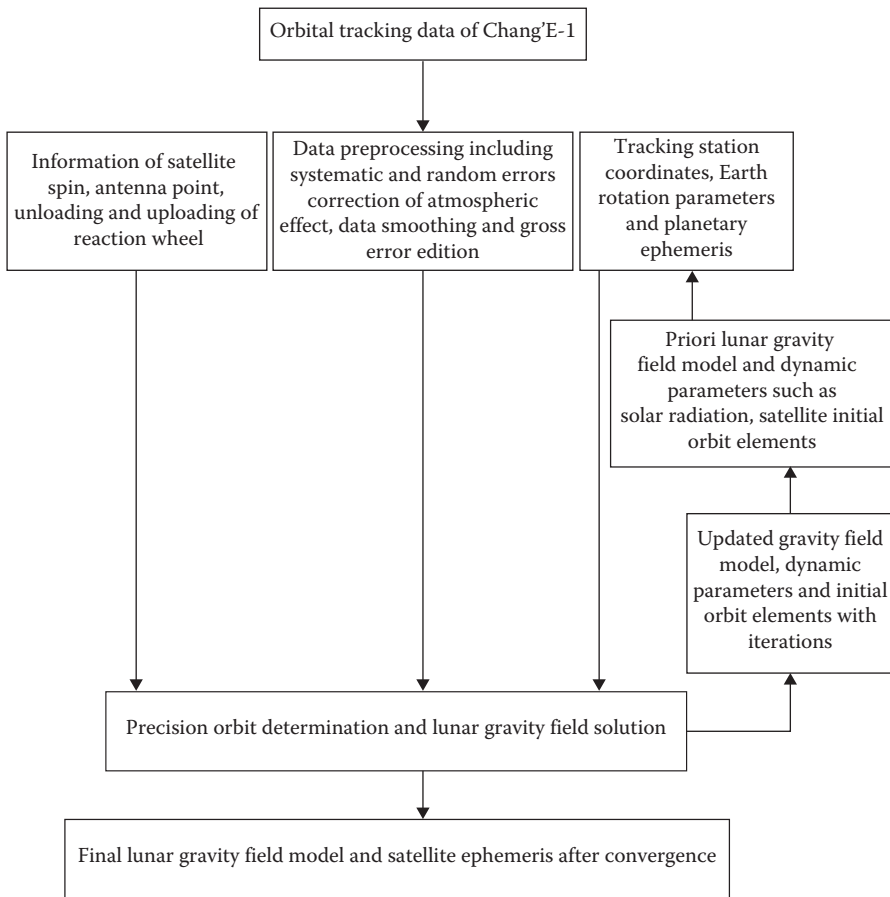 Orbital tracking data of Chang’E-1
Information of satellite
spin, antenna point,
unloading and uploading of
reaction wheel
Data preprocessing including
systematic and random errors
correction of atmospheric
effect, data smoothing and gross
error edition
Tracking station
coordinates, Earth
rotation parameters
and planetary
ephemeris
Priori lunar gravity
field model and dynamic
parameters such as
solar radiation, satellite initial
orbit elements
Updated gravity field
model, dynamic
parameters and initial
orbit elements with
iterations
Precision orbit determination and lunar gravity field solution
Final lunar gravity field model and satellite ephemeris after convergence